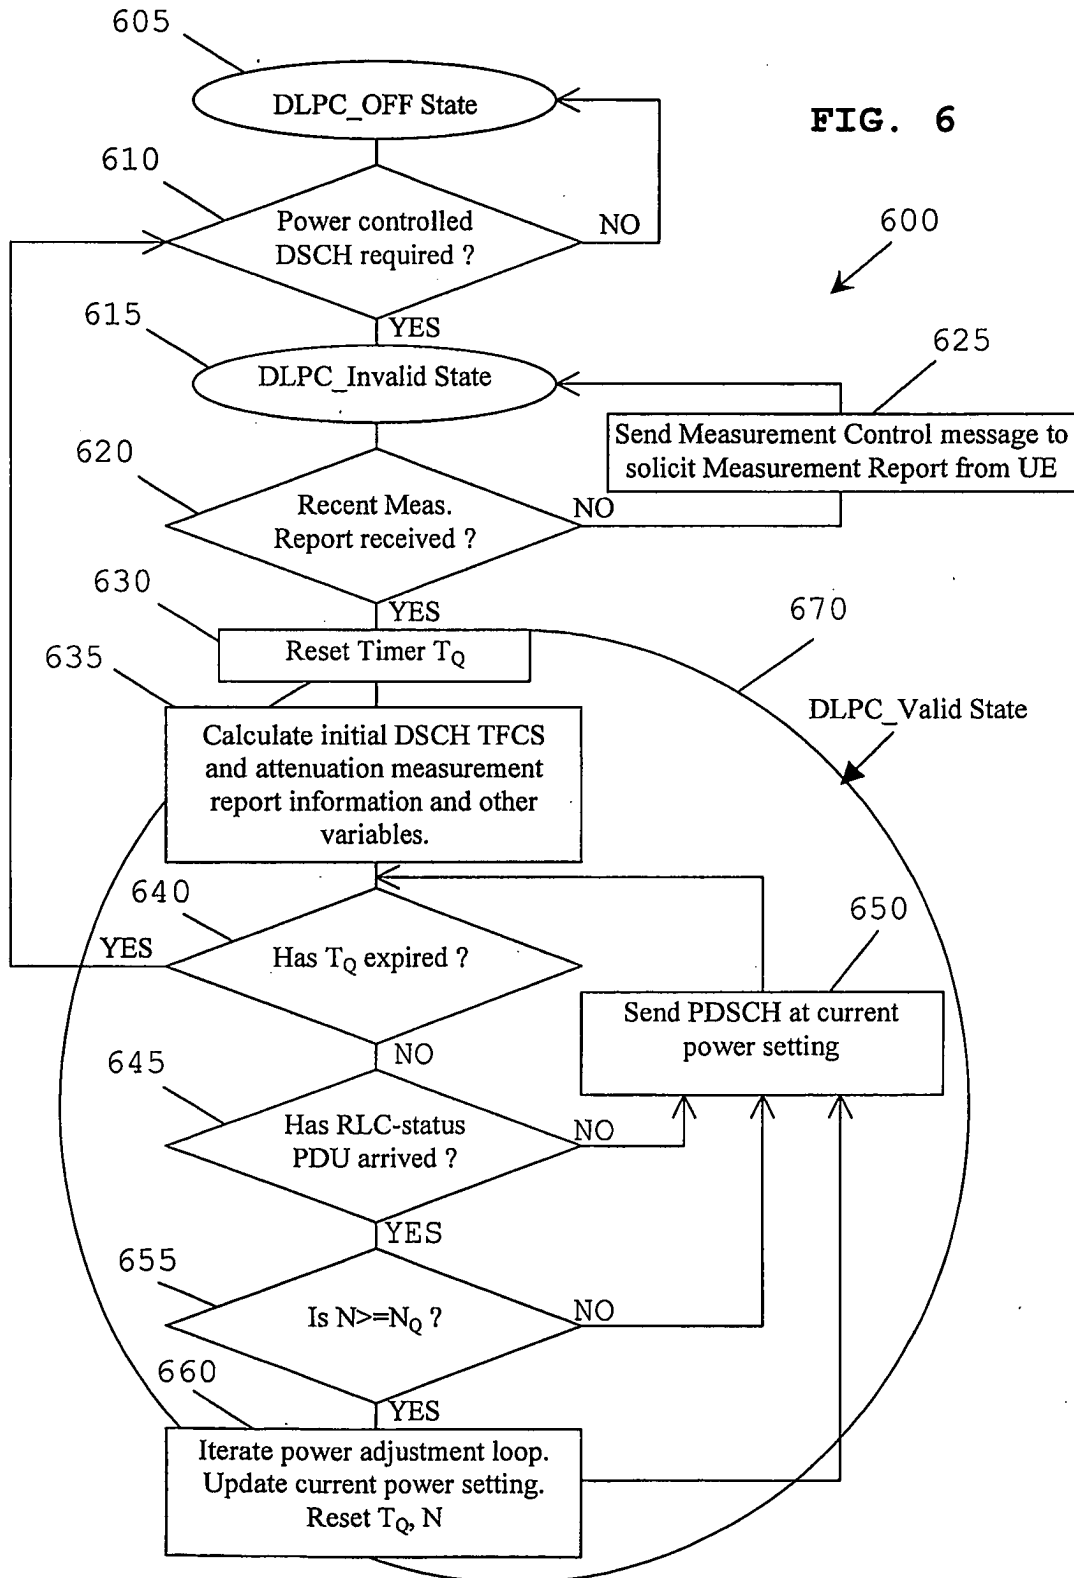 605
DLPC_OFF State
FIG. 6
610
Power controlled
DSCH required ?
NO
600
YES
615
DLPC_Invalid State
625
Send Measurement Control message to
solicit Measurement Report from UE
620
Recent Meas.
Report received ?
NO
YES
630
Reset Timer T_Q
670
635
DLPC_Valid State
Calculate initial DSCH TFCS
and attenuation measurement
report information and other
variables.
640
YES
Has T_Q expired ?
650
Send PDSCH at current
power setting
NO
645
Has RLC-status
PDU arrived ?
NO
YES
655
Is N>=N_Q ?
NO
660
YES
Iterate power adjustment loop.
Update current power setting.
Reset T_Q, N